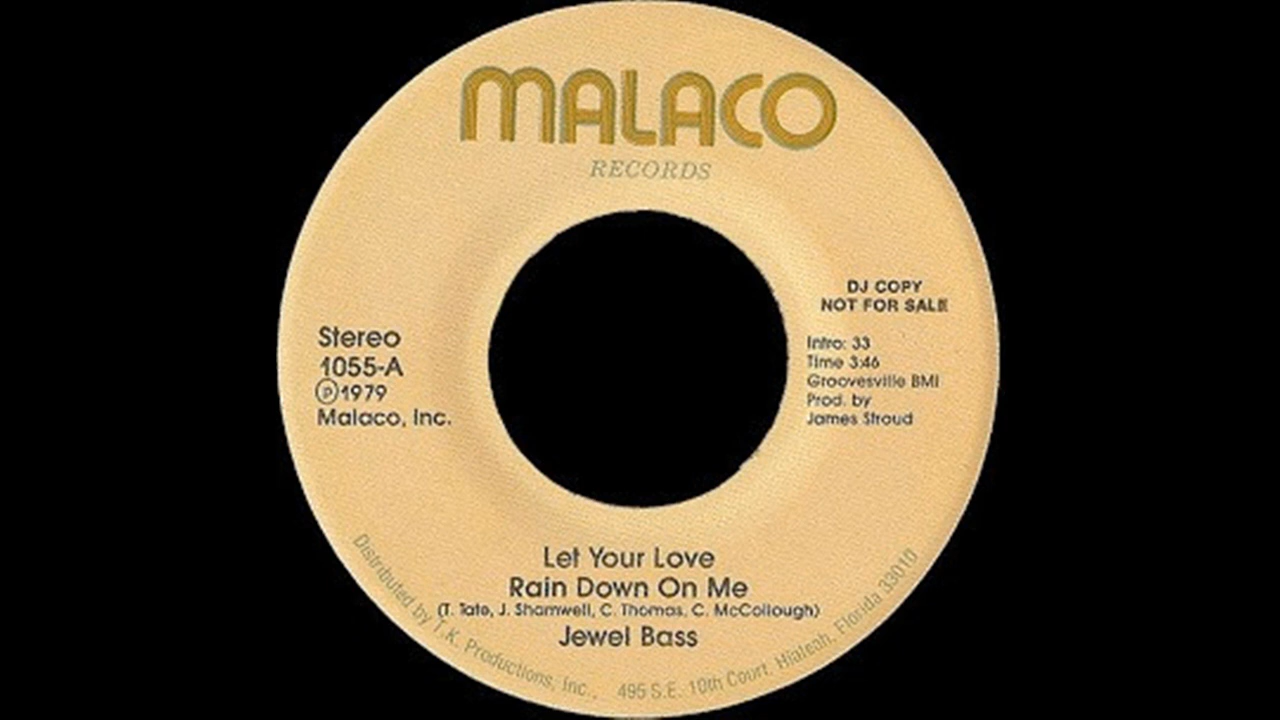 MALACO
RECORDS
DJ COPY
NOT FOR SALE
Stereo
1055-A
Ⓟ1979
Malaco, Inc.
Intro: 33
Time 3:46
Groovesville BMI
Prod. by
James Stroud
Let Your Love
Rain Down On Me
(T. Tate, J. Shamwell, C. Thomas, C. McCollough)
Jewel Bass
Distributed by T.K. Productions, Inc., 495 S.E. 10th Court, Hialeah, Florida 33010